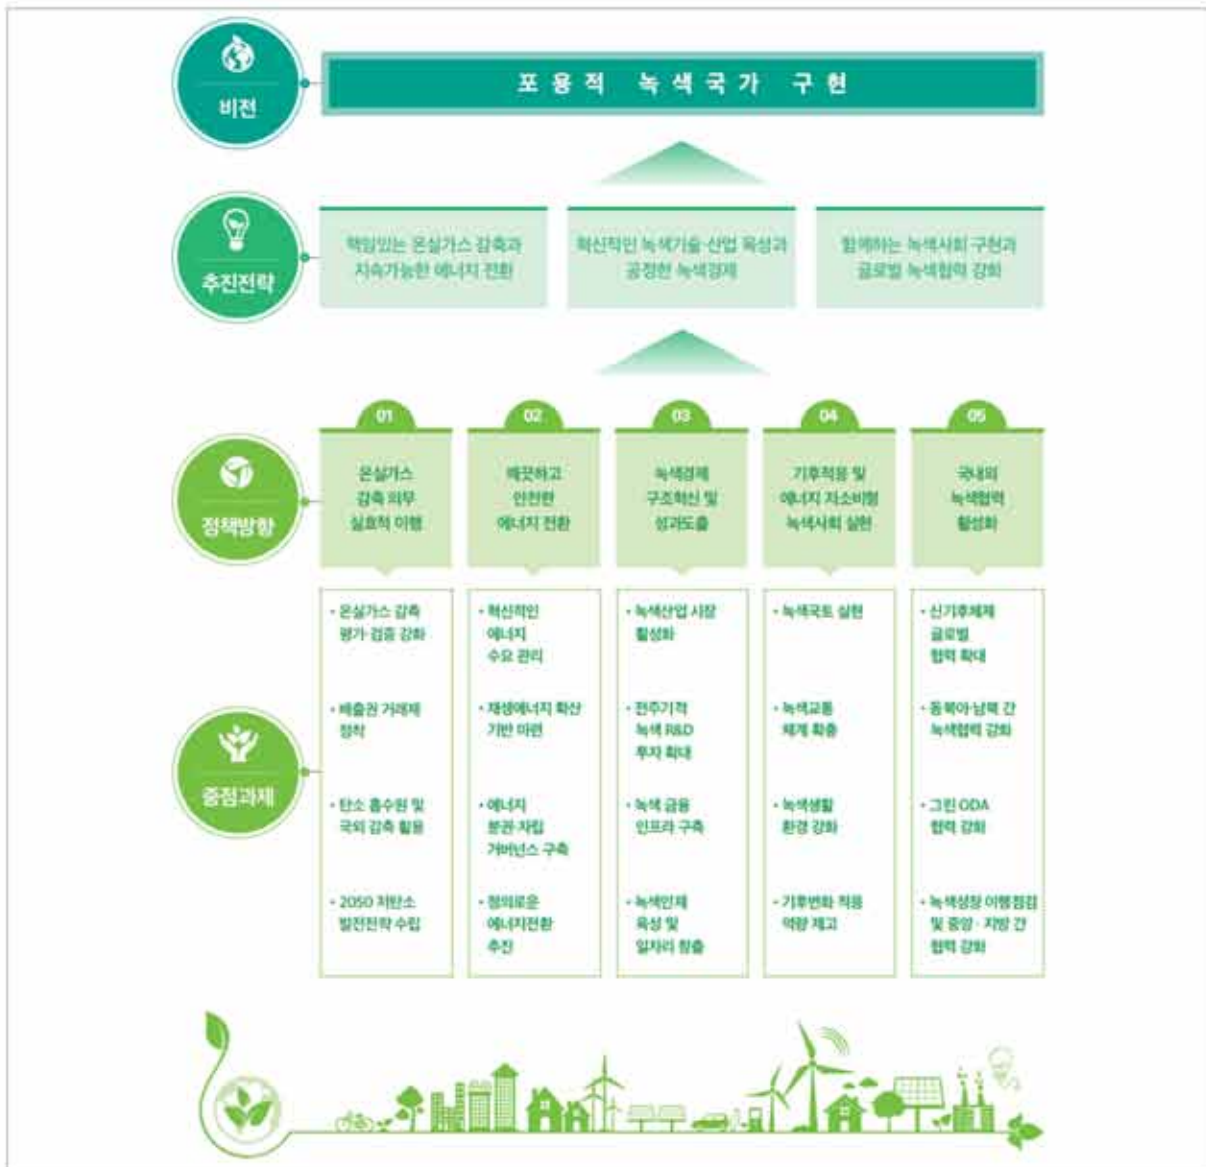 비전
포용적 녹색국가 구현
추진전략
책임있는 온실가스 감축과
지속가능한 에너지 전환
혁신적인 녹색기술·산업 육성과
공정한 녹색경제
함께하는 녹색사회 구현과
글로벌 녹색협력 강화
정책방향
01
온실가스
감축 의무
실효적 이행
02
깨끗하고
안전한
에너지 전환
03
녹색경제
구조혁신 및
성과도출
04
기후적응 및
에너지 저소비형
녹색사회 실현
05
국내외
녹색협력
활성화
중점과제
• 온실가스 감축
평가·검증 강화
• 배출권 거래제
정착
• 탄소 흡수원 및
국외 감축 활용
• 2050 저탄소
발전전략 수립
• 혁신적인
에너지
수요 관리
• 재생에너지 확산
기반 마련
• 에너지
분권·자립
거버넌스 구축
• 정의로운
에너지전환
추진
• 녹색산업 시장
활성화
• 전주기적
녹색 R&D
투자 확대
• 녹색 금융
인프라 구축
• 녹색인재
육성 및
일자리 창출
• 녹색국토 실현
• 녹색교통
체계 확충
• 녹색생활
환경 강화
• 기후변화 적응
역량 제고
• 신기후체제
글로벌
협력 확대
• 동북아·남북 간
녹색협력 강화
• 그린 ODA
협력 강화
• 녹색성장 이행점검
및 중앙·지방 간
협력 강화